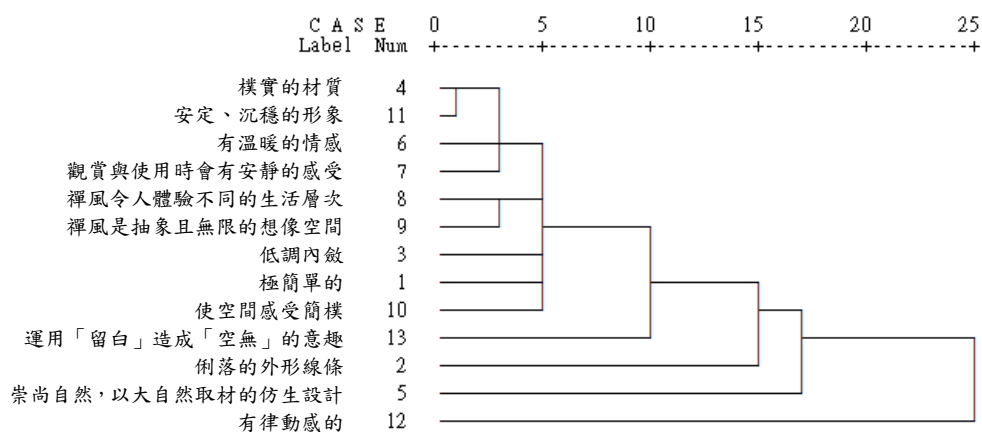 C A S E 0 5 10 15 20 25
Label Num +---------+---------+---------+---------+---------+
樸實的材質 4
安定、沉穩的形象 11
有溫暖的情感 6
觀賞與使用時會有安靜的感受 7
禪風令人體驗不同的生活層次 8
禪風是抽象且無限的想像空間 9
低調內斂 3
極簡單的 1
使空間感受簡樸 10
運用「留白」造成「空無」的意趣 13
俐落的外形線條 2
崇尚自然，以大自然取材的仿生設計 5
有律動感的 12